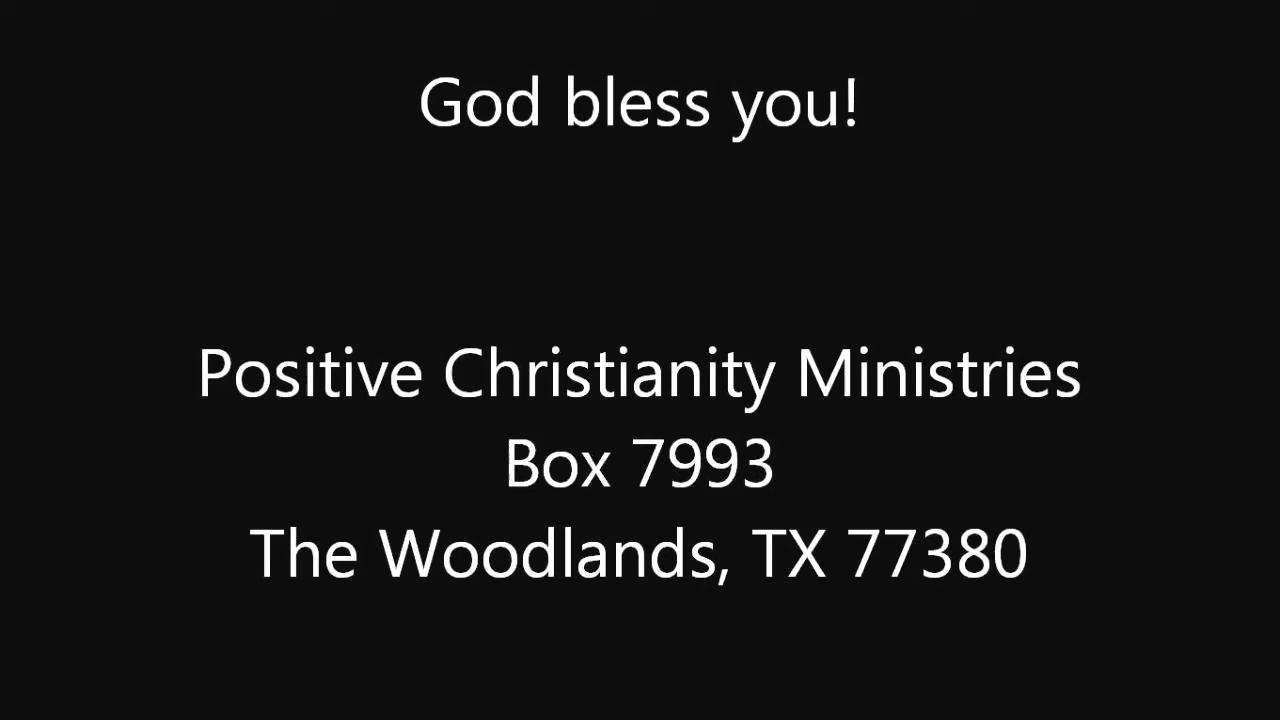 God bless you!
Positive Christianity Ministries
Box 7993
The Woodlands, TX 77380